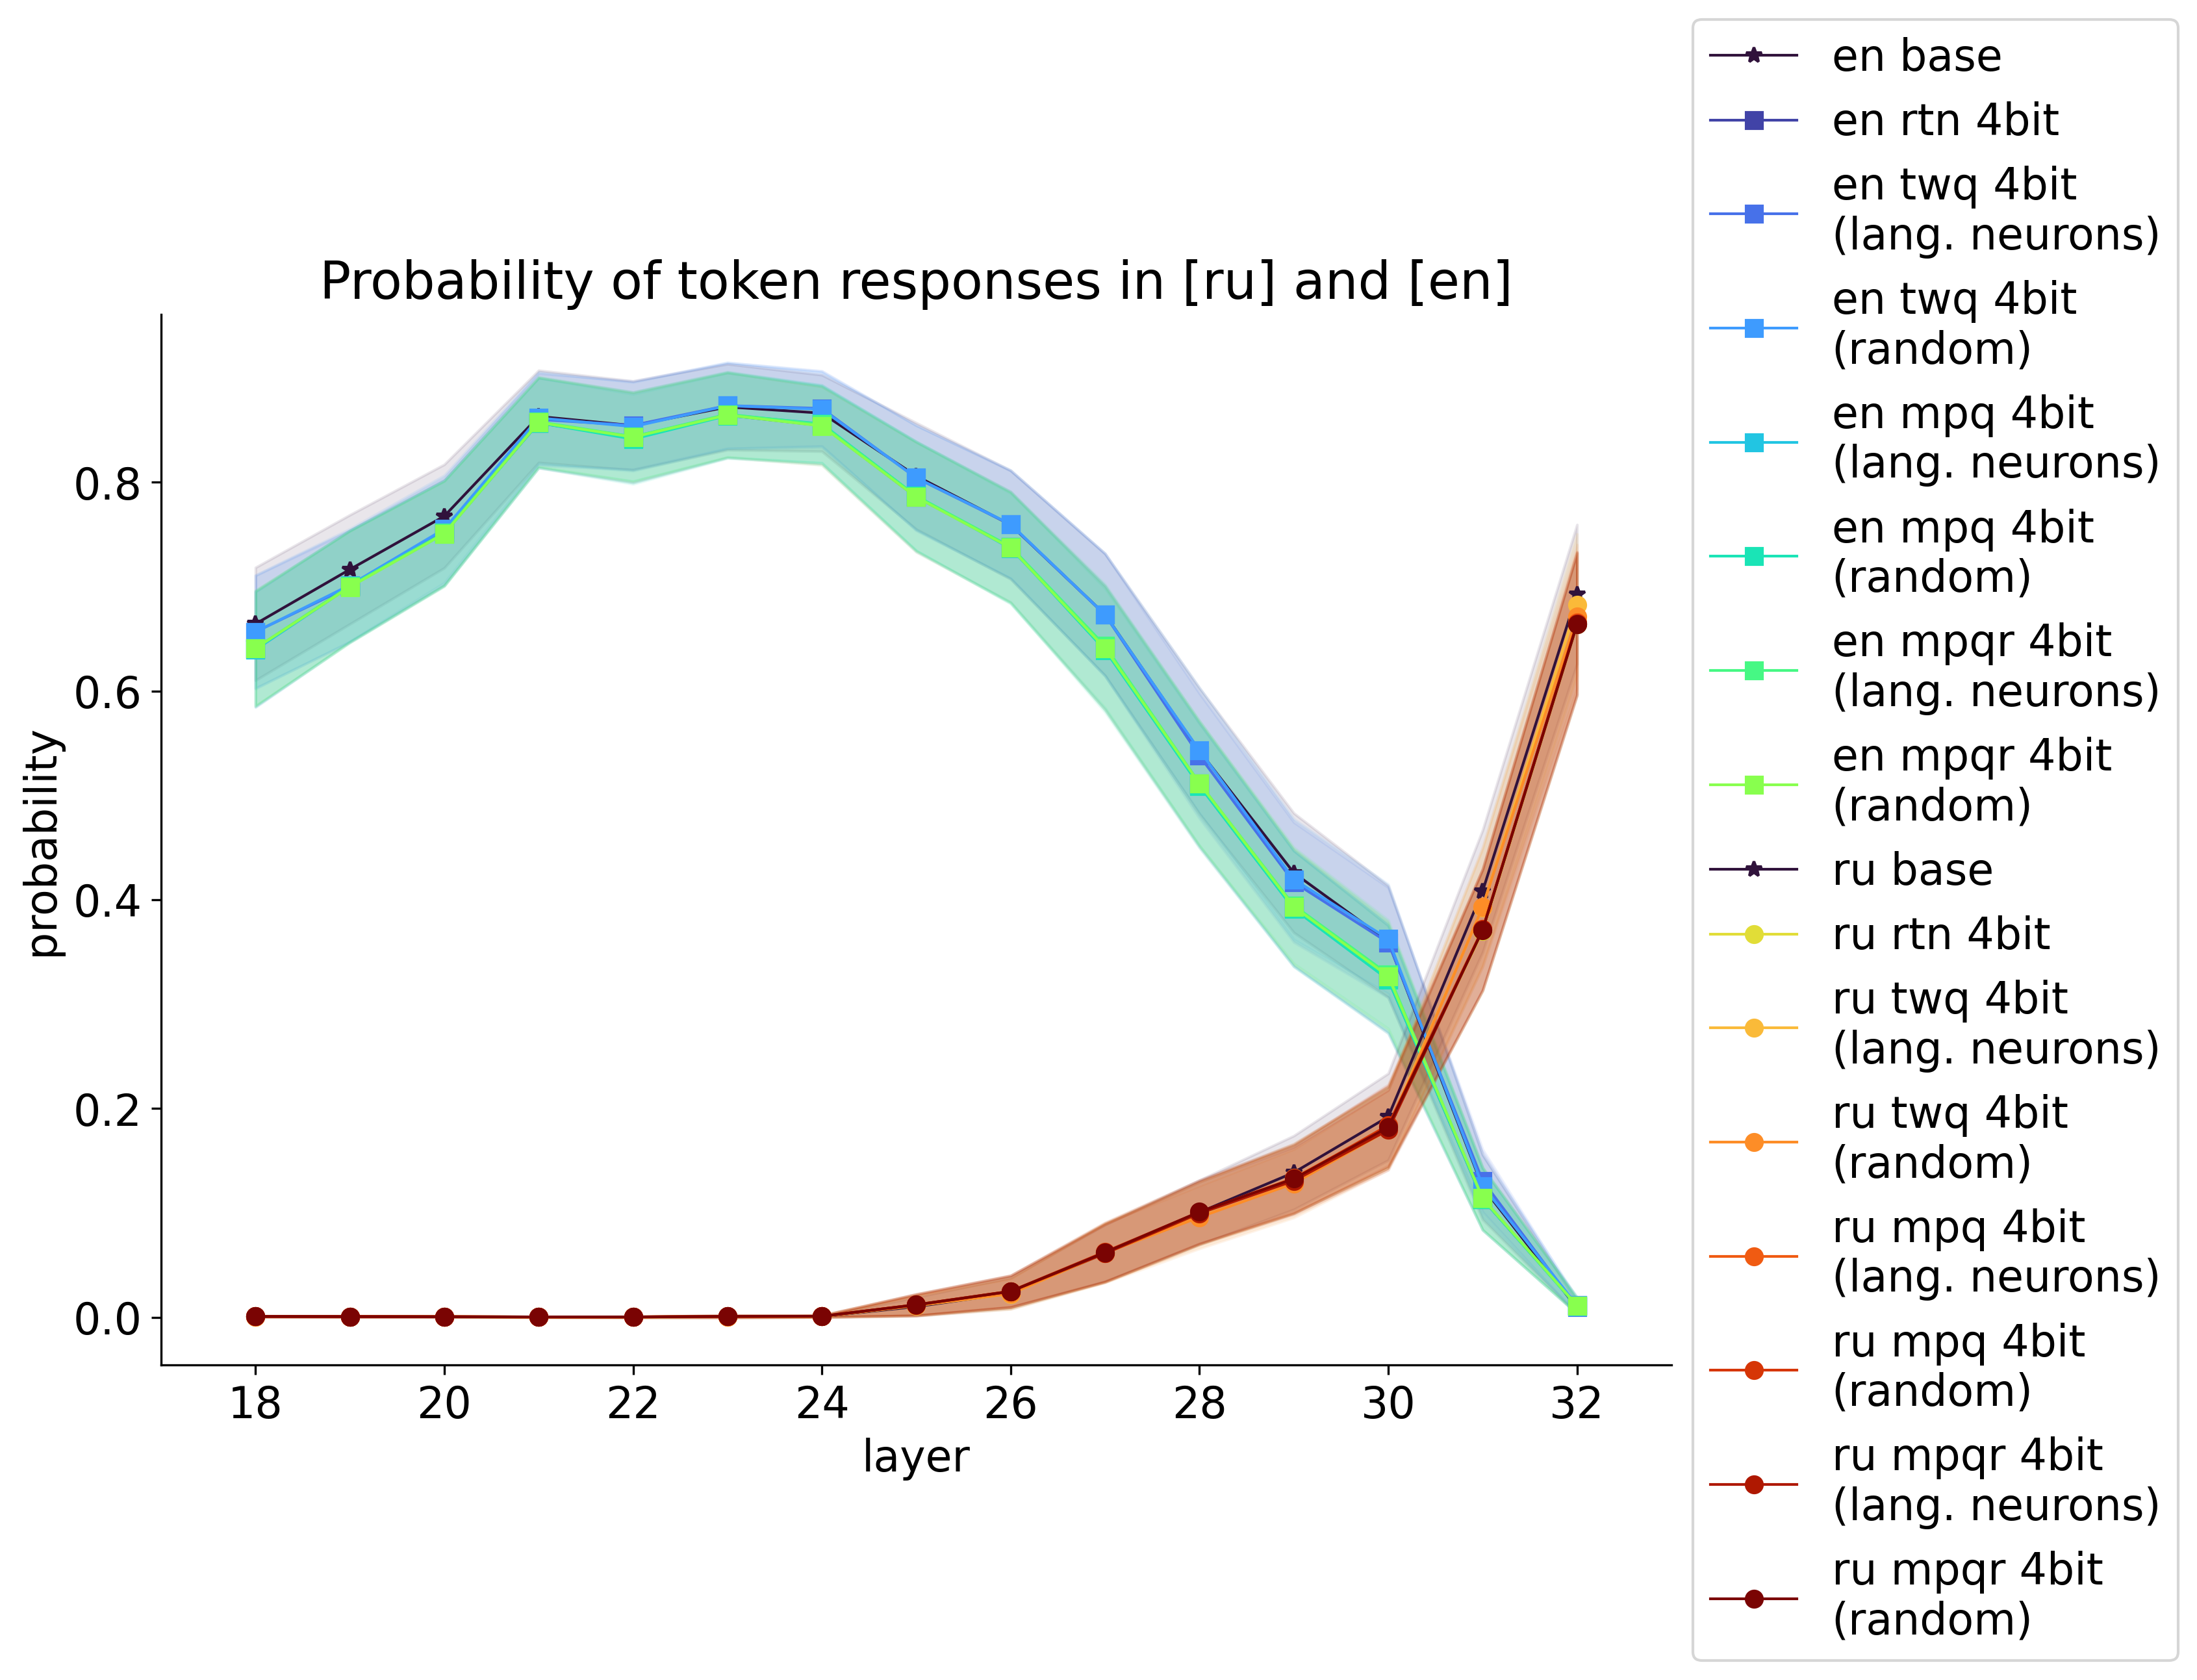 Probability of token responses in [ru] and [en]
probability
0.8
0.6
0.4
0.2
0.0
18 20 22 24 26 28 30 32
layer
en base
en rtn 4bit
en twq 4bit
(lang. neurons)
en twq 4bit
(random)
en mpq 4bit
(lang. neurons)
en mpq 4bit
(random)
en mpqr 4bit
(lang. neurons)
en mpqr 4bit
(random)
ru base
ru rtn 4bit
ru twq 4bit
(lang. neurons)
ru twq 4bit
(random)
ru mpq 4bit
(lang. neurons)
ru mpq 4bit
(random)
ru mpqr 4bit
(lang. neurons)
ru mpqr 4bit
(random)